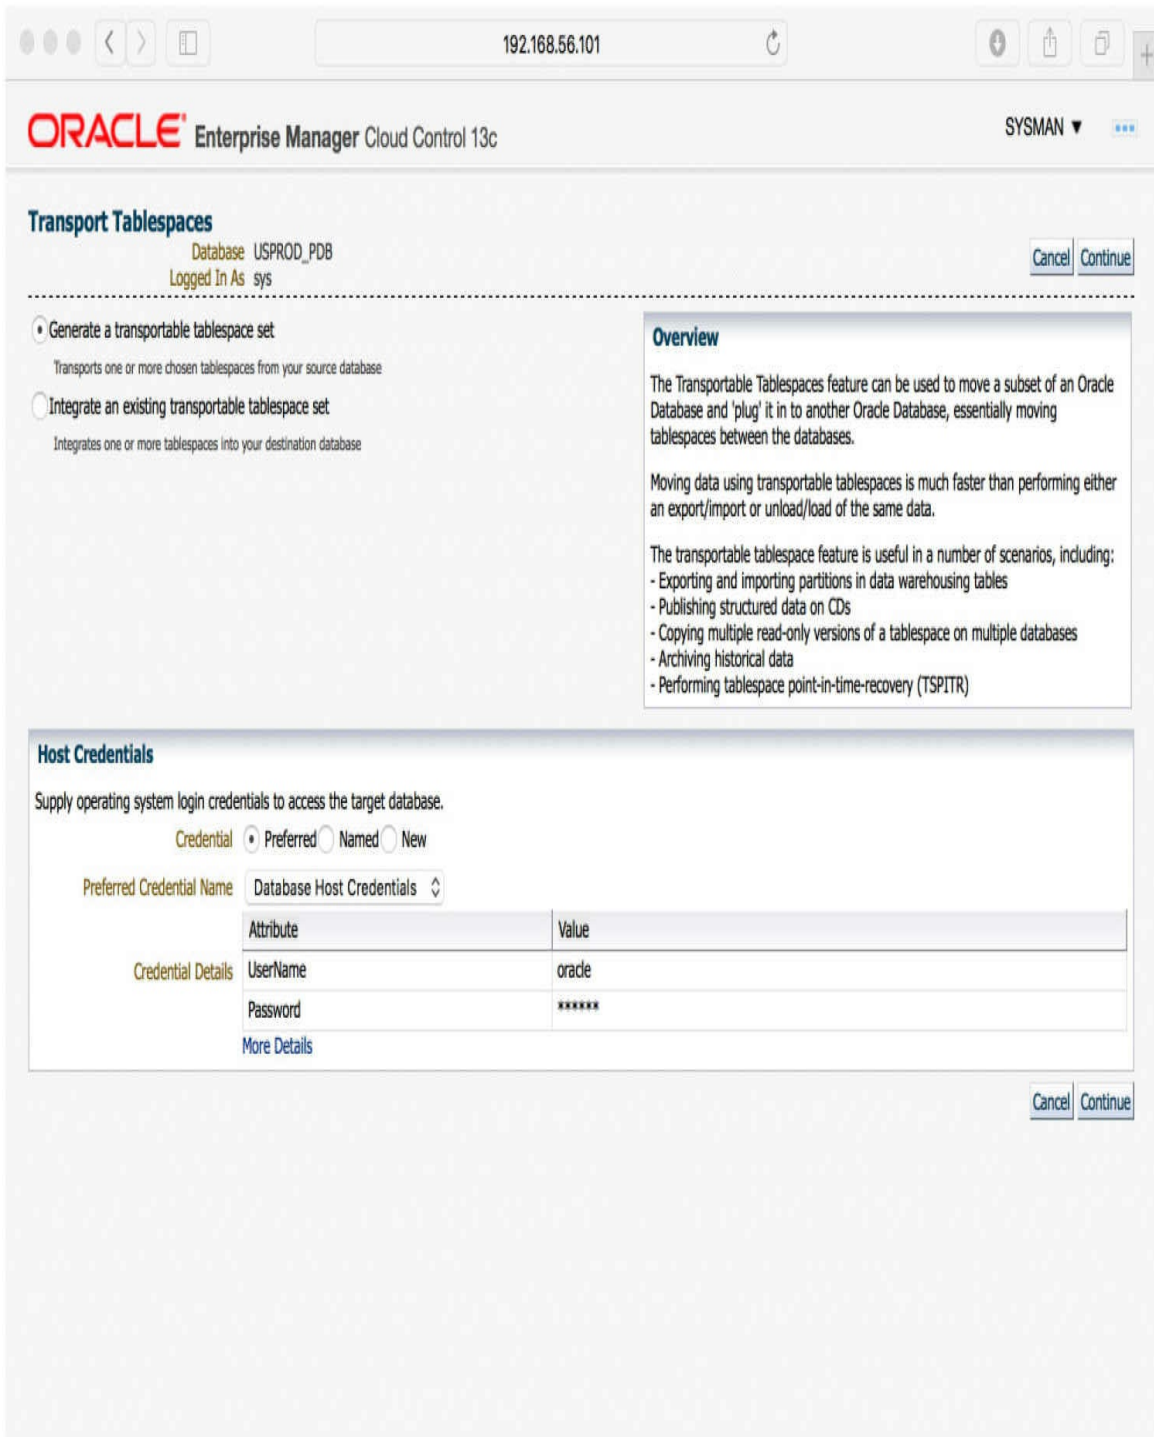 192.168.56.101
ORACLE® Enterprise Manager Cloud Control 13c
SYSMAN ▼
Transport Tablespaces
Database USPROD_PDB
Logged In As sys
Cancel Continue
Generate a transportable tablespace set
Transports one or more chosen tablespaces from your source database
Integrate an existing transportable tablespace set
Integrates one or more tablespaces into your destination database
Overview
The Transportable Tablespaces feature can be used to move a subset of an Oracle
Database and 'plug' it in to another Oracle Database, essentially moving
tablespaces between the databases.
Moving data using transportable tablespaces is much faster than performing either
an export/import or unload/load of the same data.
The transportable tablespace feature is useful in a number of scenarios, including:
- Exporting and importing partitions in data warehousing tables
- Publishing structured data on CDs
- Copying multiple read-only versions of a tablespace on multiple databases
- Archiving historical data
- Performing tablespace point-in-time-recovery (TSPITR)
Host Credentials
Supply operating system login credentials to access the target database.
Credential Preferred Named New
Preferred Credential Name Database Host Credentials
Attribute Value
Credential Details UserName oracle
Password ******
More Details
Cancel Continue